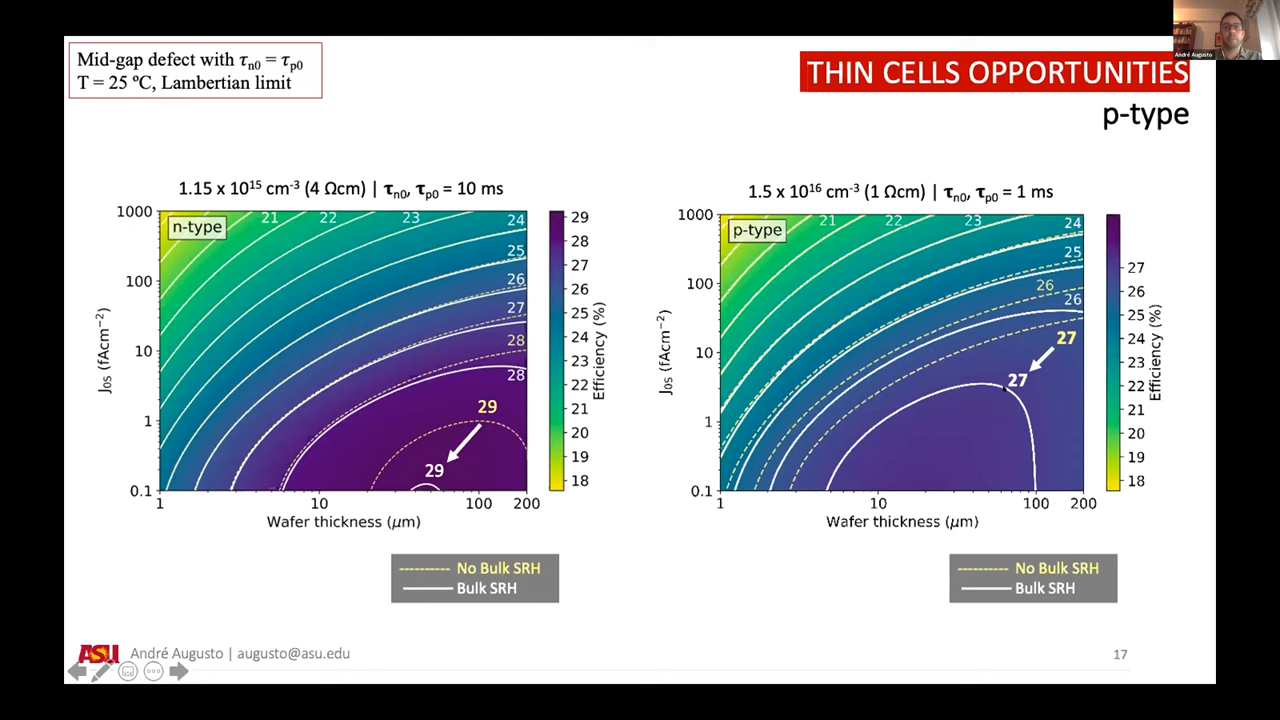 André Augusto
Mid-gap defect with τn0 = τp0
T = 25 ºC, Lambertian limit
THIN CELLS OPPORTUNITIES
p-type
1.15 x 10¹⁵ cm⁻³ (4 Ωcm) | τn0, τp0 = 10 ms
n-type
21 22 23 24
25
26
27
28
28
29
29
1000
100
10
1
0.1
J0S (fAcm⁻²)
1 10 100 200
Wafer thickness (μm)
29
28
27
26
25
24
23
22
21
20
19
18
Efficiency (%)
No Bulk SRH
Bulk SRH
1.5 x 10¹⁶ cm⁻³ (1 Ωcm) | τn0, τp0 = 1 ms
p-type
21 22 23 24
25
26
26
27
27
1000
100
10
1
0.1
J0S (fAcm⁻²)
1 10 100 200
Wafer thickness (μm)
27
26
25
24
23
22
21
20
19
18
Efficiency (%)
No Bulk SRH
Bulk SRH
ASU André Augusto | augusto@asu.edu
17